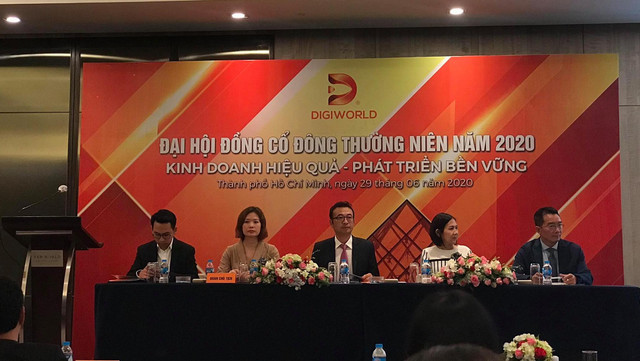 DIGIWORLD
ĐẠI HỘI ĐỒNG CỔ ĐÔNG THƯỜNG NIÊN NĂM 2020
KINH DOANH HIỆU QUẢ - PHÁT TRIỂN BỀN VỮNG
Thành phố Hồ Chí Minh, ngày 29 tháng 06 năm 2020